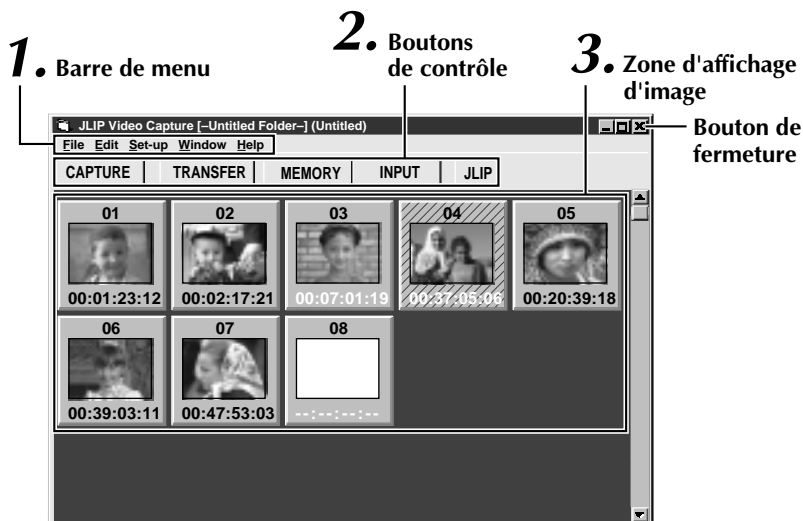 1. Barre de menu
2. Boutons
de contrôle
3. Zone d'affichage
d'image
Bouton de
fermeture
JLIP Video Capture [–Untitled Folder–] (Untitled)
File Edit Set-up Window Help
CAPTURE TRANSFER MEMORY INPUT JLIP
01 02 03 04 05
00:01:23:12 00:02:17:21 00:07:01:19 00:37:05:06 00:20:39:18
06 07 08
00:39:03:11 00:47:53:03 --:--:--:--